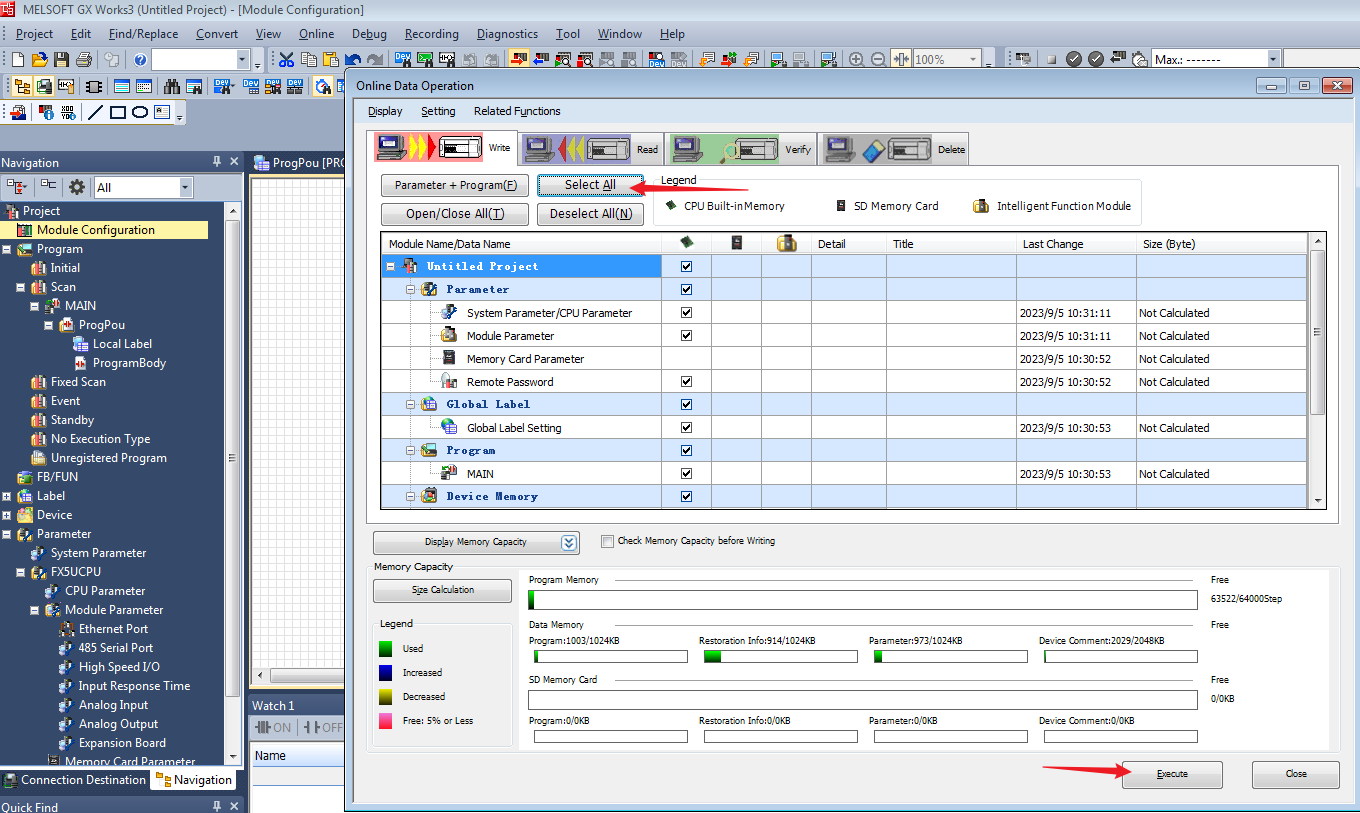 MELSOFT GX Works3 (Untitled Project) - [Module Configuration]
Project Edit Find/Replace Convert View Online Debug Recording Diagnostics Tool Window Help
100%
Max.: -------
Online Data Operation
Display Setting Related Functions
Write Read Verify Delete
Parameter + Program(F) Select All
Open/Close All(T) Deselect All(N)
Legend
CPU Built-in Memory SD Memory Card Intelligent Function Module
Module Name/Data Name Detail Title Last Change Size (Byte)
Untitled Project
Parameter
System Parameter/CPU Parameter 2023/9/5 10:31:11 Not Calculated
Module Parameter 2023/9/5 10:31:11 Not Calculated
Memory Card Parameter 2023/9/5 10:30:52 Not Calculated
Remote Password 2023/9/5 10:30:52 Not Calculated
Global Label
Global Label Setting 2023/9/5 10:30:53 Not Calculated
Program
MAIN 2023/9/5 10:30:53 Not Calculated
Device Memory
Display Memory Capacity
Check Memory Capacity before Writing
Memory Capacity
Size Calculation
Legend
Used
Increased
Decreased
Free: 5% or Less
Program Memory Free
63522/64000Step
Data Memory Free
Program:1003/1024KB Restoration Info:914/1024KB Parameter:973/1024KB Device Comment:2029/2048KB
SD Memory Card Free
0/0KB
Program:0/0KB Restoration Info:0/0KB Parameter:0/0KB Device Comment:0/0KB
Execute Close
Navigation
All
Project
Module Configuration
Program
Initial
Scan
MAIN
ProgPou
Local Label
ProgramBody
Fixed Scan
Event
Standby
No Execution Type
Unregistered Program
FB/FUN
Label
Device
Parameter
System Parameter
FX5UCPU
CPU Parameter
Module Parameter
Ethernet Port
485 Serial Port
High Speed I/O
Input Response Time
Analog Input
Analog Output
Expansion Board
Memory Card Parameter
Connection Destination Navigation
Quick Find
ProgPou [PRG
Watch 1
ON OFF
Name